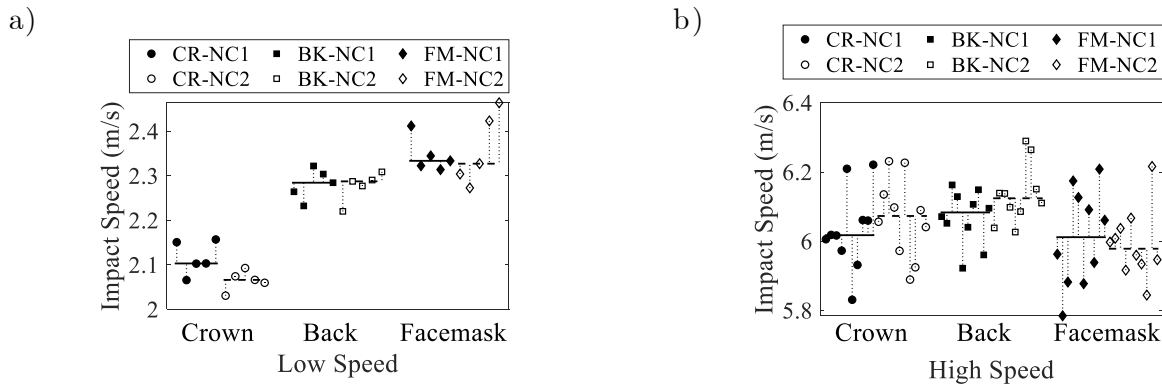 a)
CR-NC1 BK-NC1 FM-NC1
CR-NC2 BK-NC2 FM-NC2
Impact Speed (m/s)
2.4
2.3
2.2
2.1
2
Crown Back Facemask
Low Speed
b)
CR-NC1 BK-NC1 FM-NC1
CR-NC2 BK-NC2 FM-NC2
Impact Speed (m/s)
6.4
6.2
6
5.8
Crown Back Facemask
High Speed